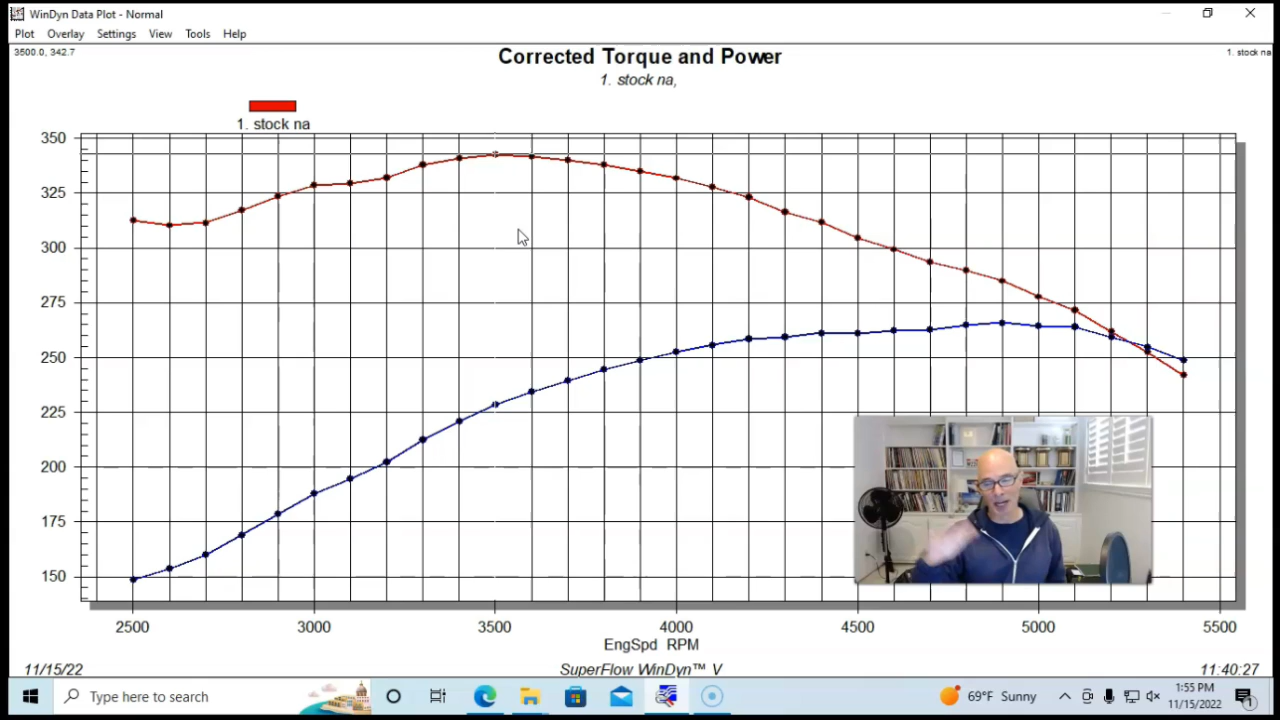 WinDyn Data Plot - Normal
Plot Overlay Settings View Tools Help
3500.0, 342.7
1. stock na
Corrected Torque and Power
1. stock na,
1. stock na
350
325
300
275
250
225
200
175
150
2500 3000 3500 4000 4500 5000 5500
EngSpd RPM
11/15/22 SuperFlow WinDyn™ V 11:40:27
Type here to search
69°F Sunny
1:55 PM
11/15/2022
1